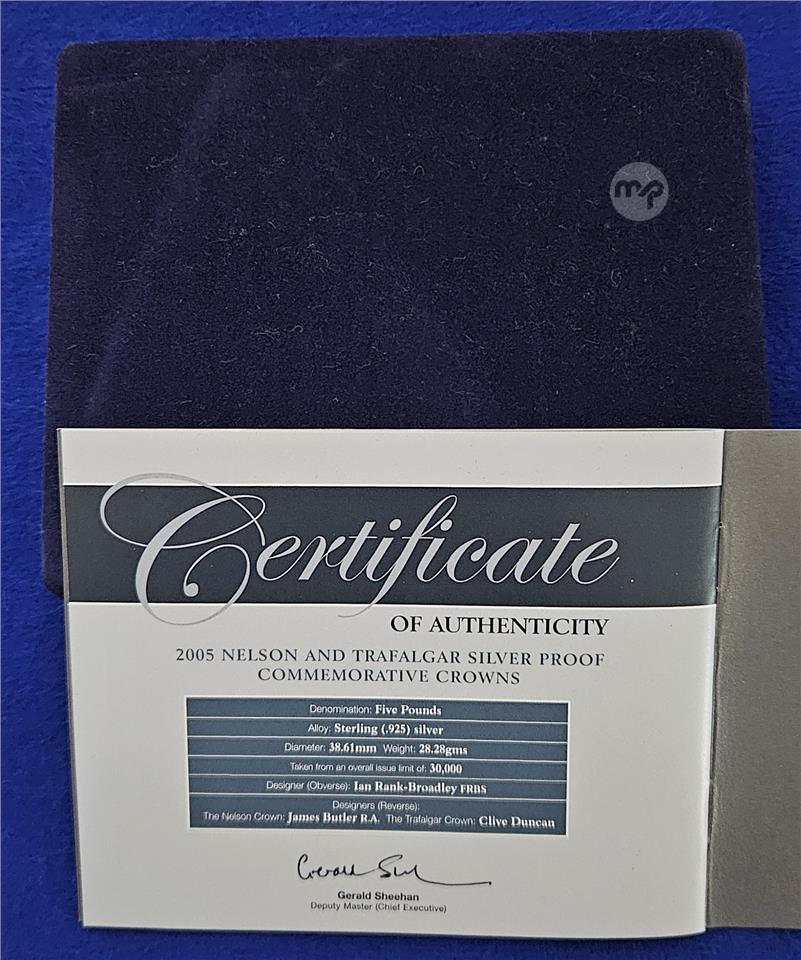 mp
Certificate
OF AUTHENTICITY
2005 NELSON AND TRAFALGAR SILVER PROOF
COMMEMORATIVE CROWNS
Denomination: Five Pounds
Alloy: Sterling (.925) silver
Diameter: 38.61mm Weight: 28.28gms
Taken from an overall issue limit of: 30,000
Designer (Obverse): Ian Rank-Broadley FRBS
Designers (Reverse):
The Nelson Crown: James Butler R.A. The Trafalgar Crown: Clive Duncan
Gerald Sheehan
Deputy Master (Chief Executive)